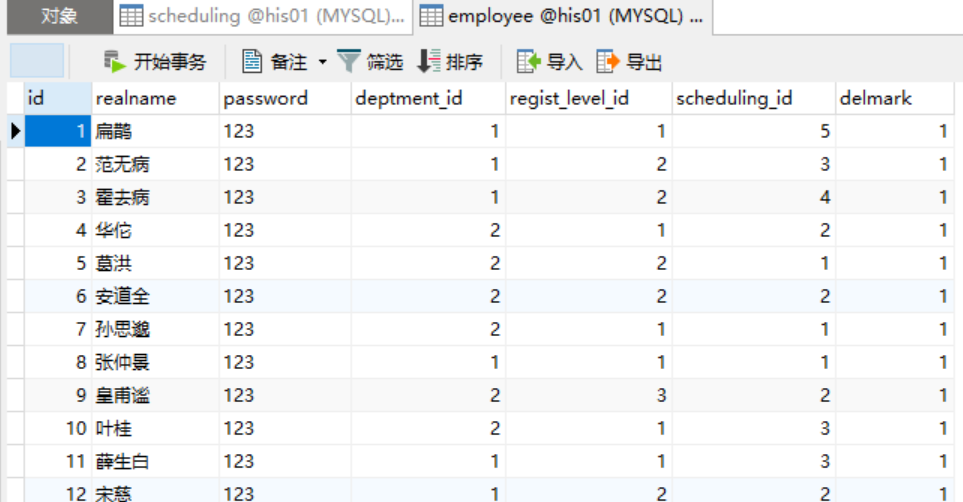 对象 scheduling @his01 (MYSQL)... employee @his01 (MYSQL) ...
开始事务 备注 筛选 排序 导入 导出
id realname password deptment_id regist_level_id scheduling_id delmark
1 扁鹊 123 1 1 5 1
2 范无病 123 1 2 3 1
3 霍去病 123 1 2 4 1
4 华佗 123 2 1 2 1
5 葛洪 123 2 2 1 1
6 安道全 123 2 2 2 1
7 孙思邈 123 2 1 1 1
8 张仲景 123 1 1 1 1
9 皇甫谧 123 2 3 2 1
10 叶桂 123 2 1 3 1
11 薛生白 123 1 1 3 1
12 宋慈 123 1 2 2 1